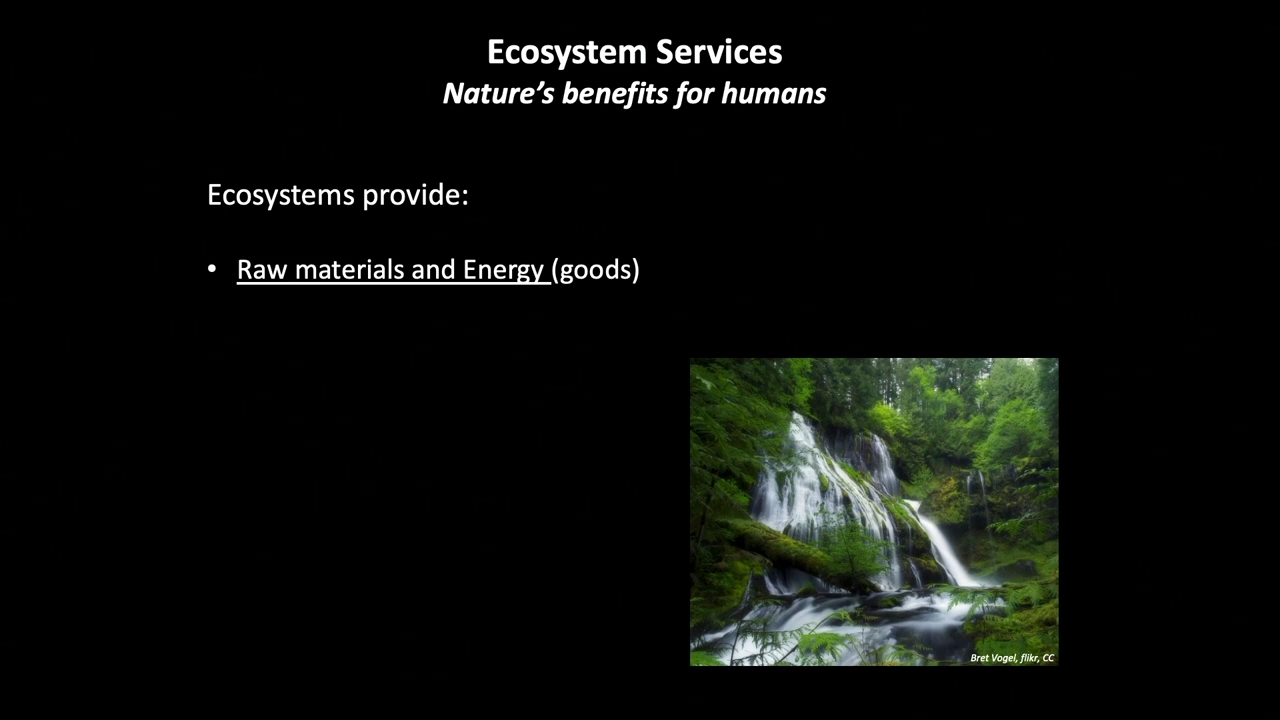 Ecosystem Services
Nature’s benefits for humans
Ecosystems provide:
• Raw materials and Energy (goods)
Bret Vogel, flikr, CC